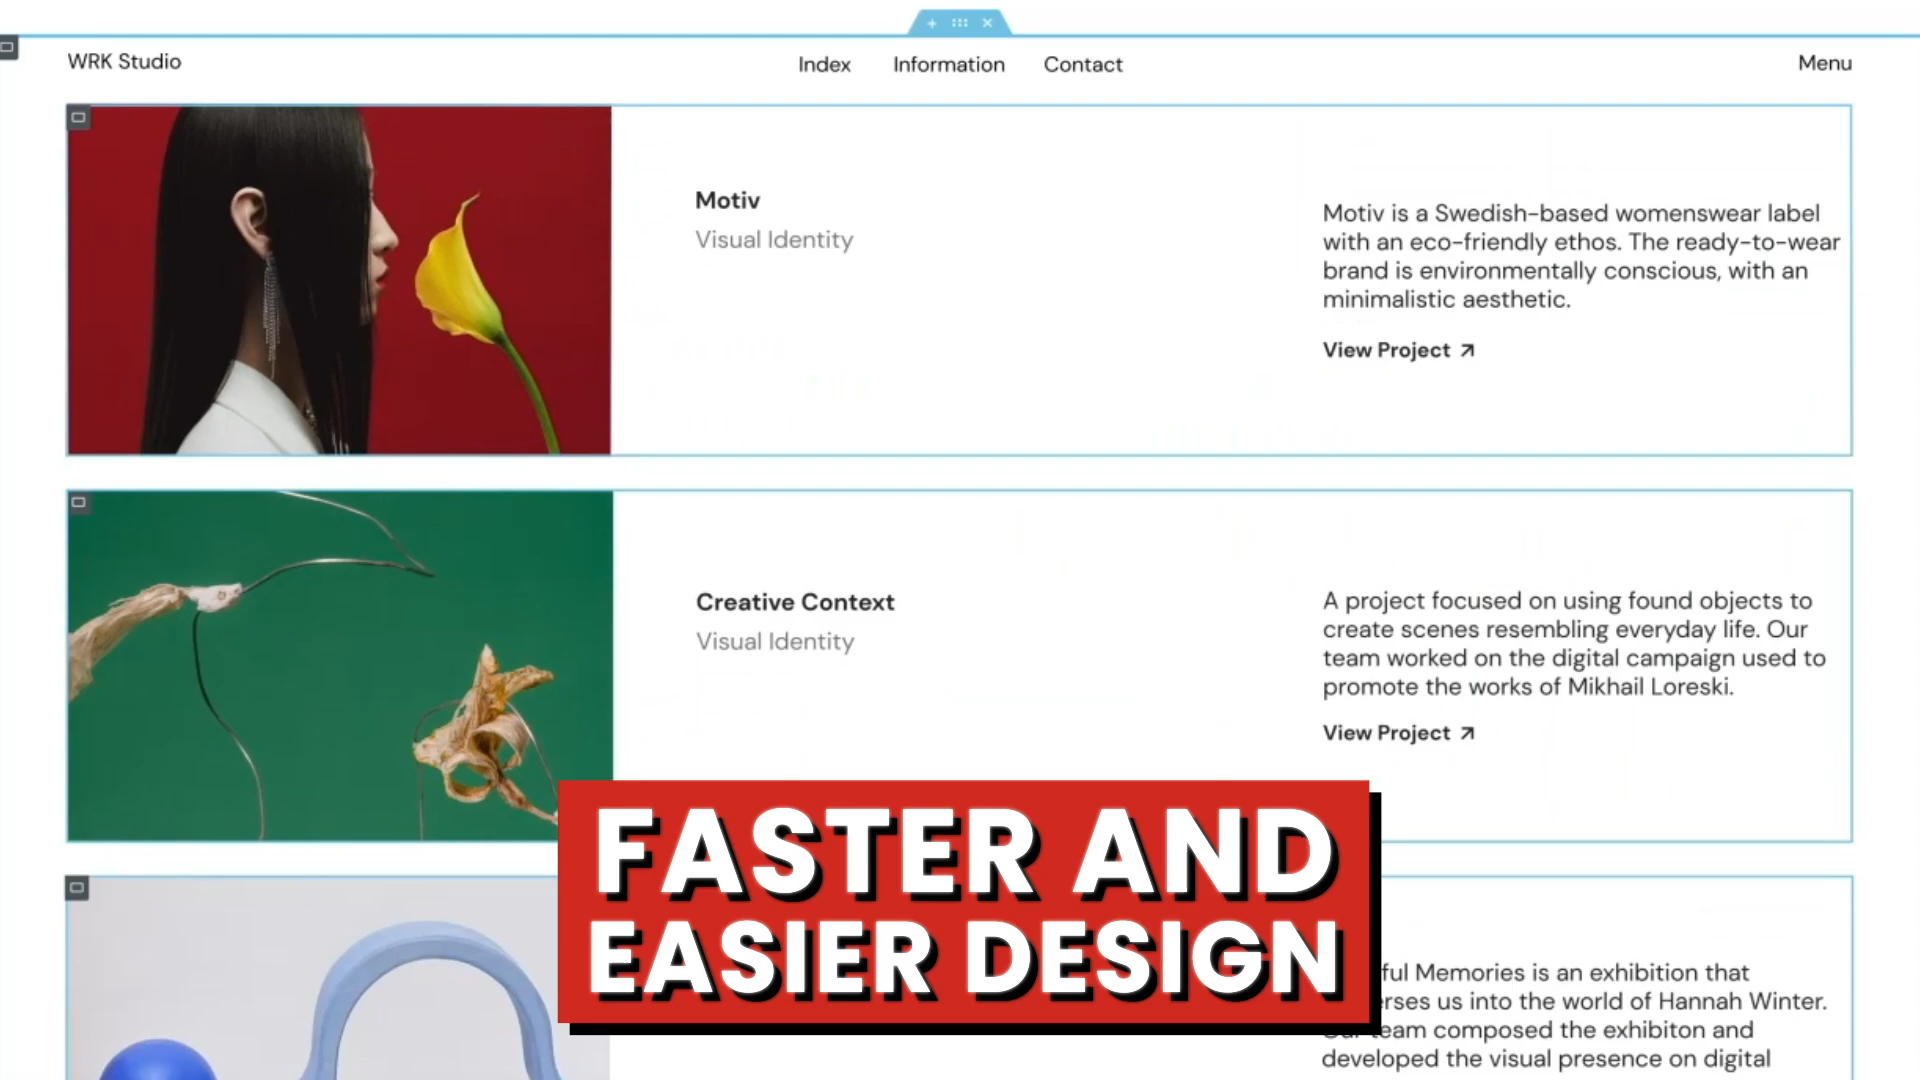 WRK Studio
Index
Information
Contact
Menu
Motiv
Visual Identity
Motiv is a Swedish-based womenswear label
with an eco-friendly ethos. The ready-to-wear
brand is environmentally conscious, with an
minimalistic aesthetic.
View Project ↗
Creative Context
Visual Identity
A project focused on using found objects to
create scenes resembling everyday life. Our
team worked on the digital campaign used to
promote the works of Mikhail Loreski.
View Project ↗
FASTER AND
EASIER DESIGN
Memories is an exhibition that
us into the world of Hannah Winter.
Our team composed the exhibiton and
developed the visual presence on digital